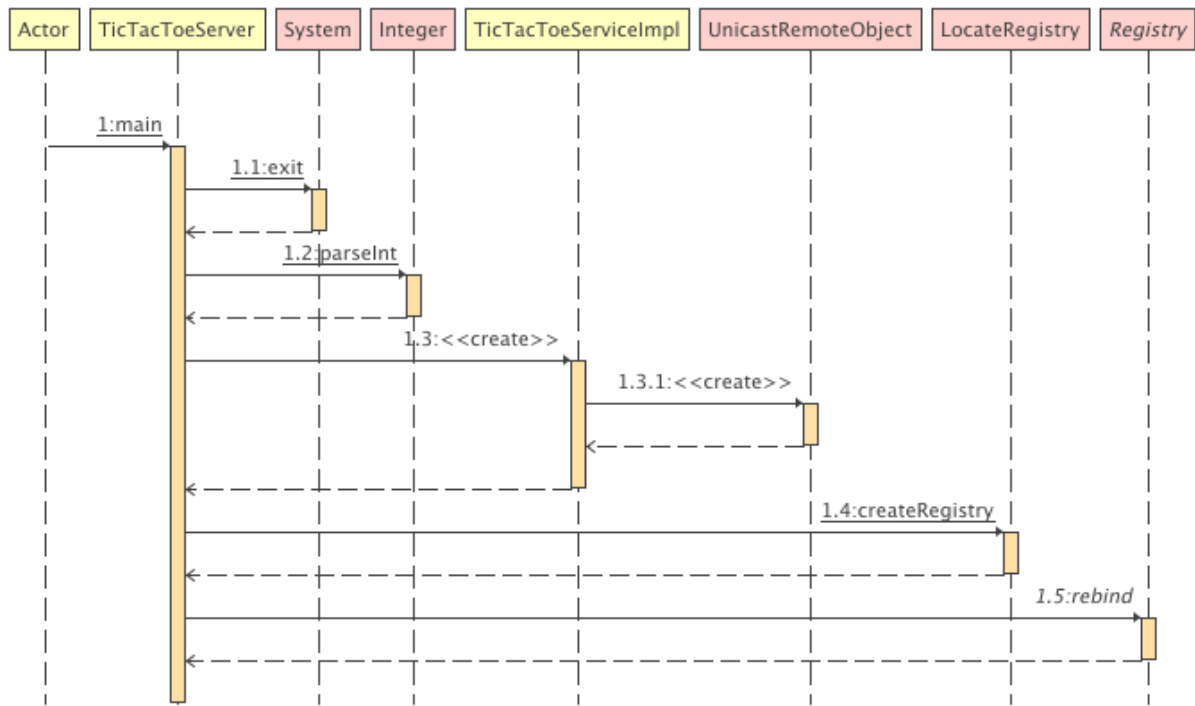 Actor TicTacToeServer System Integer TicTacToeServiceImpl UnicastRemoteObject LocateRegistry Registry
1:main
1.1:exit
1.2:parseInt
1.3:<<create>>
1.3.1:<<create>>
1.4:createRegistry
1.5:rebind